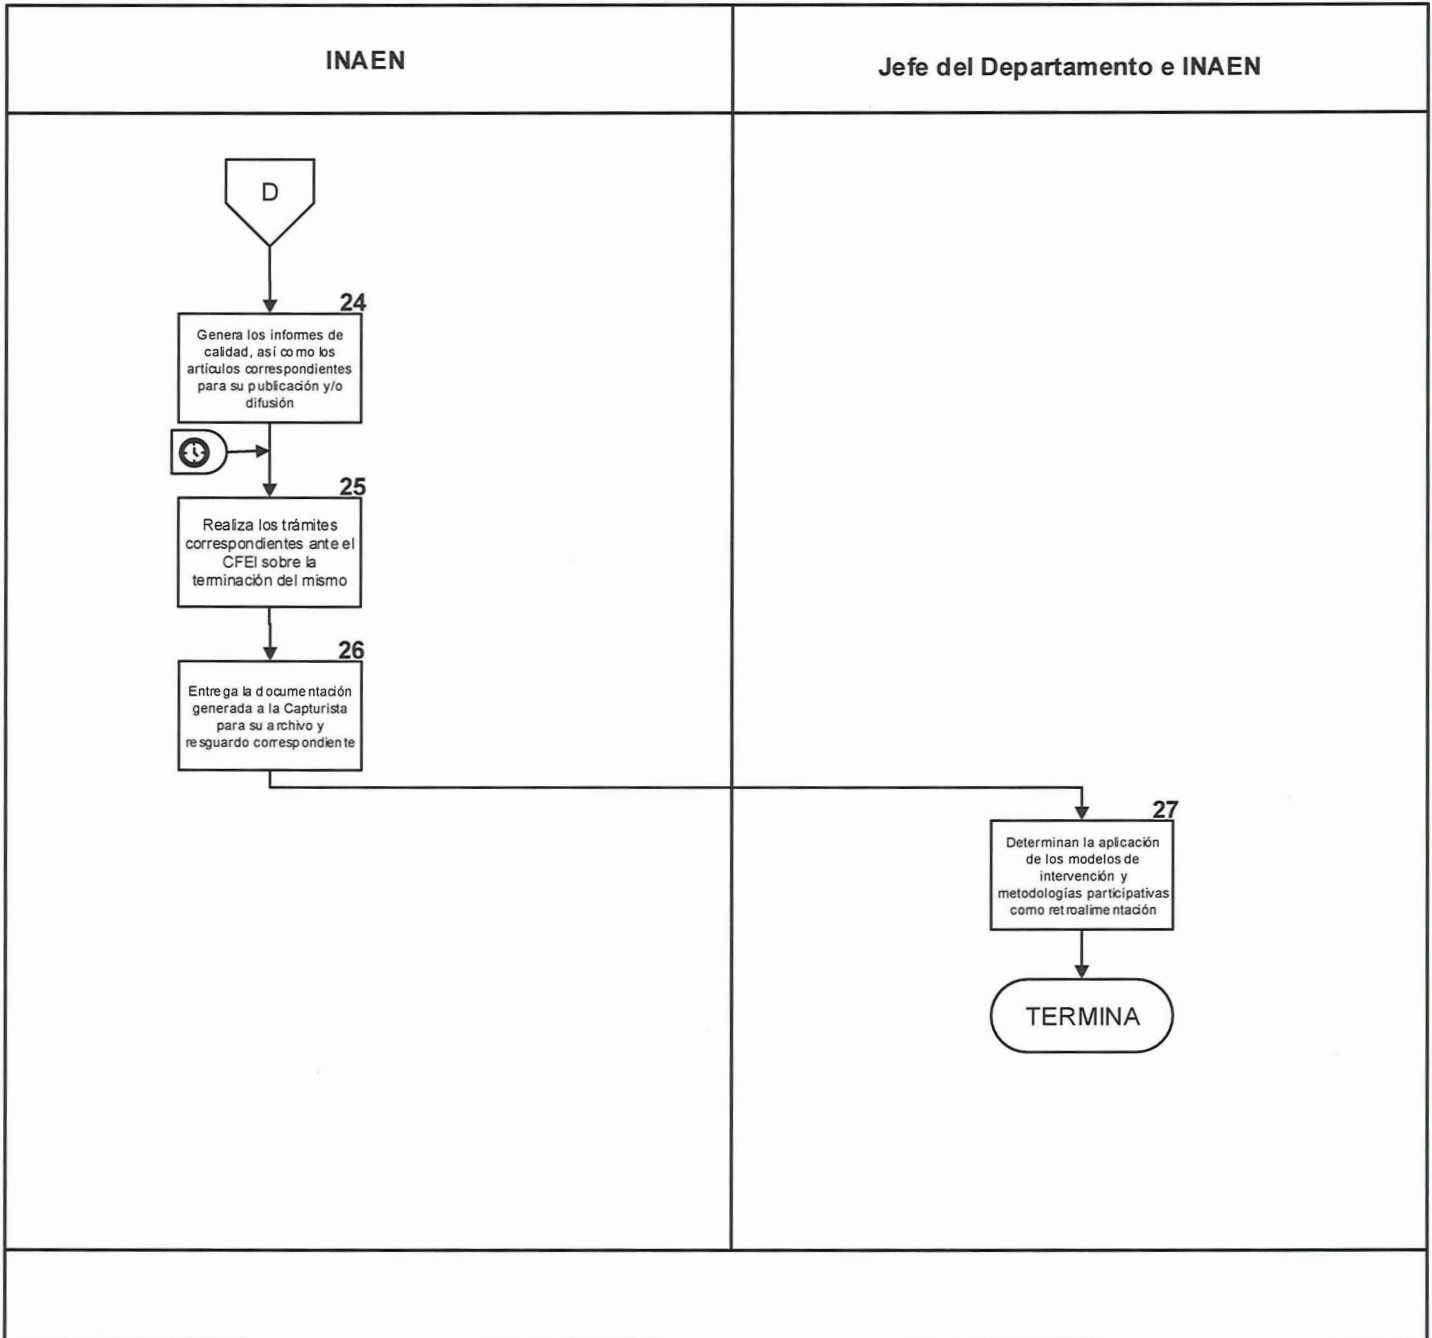 INAEN
Jefe del Departamento e INAEN
D
24
Genera los informes de
calidad, así como los
artículos correspondientes
para su publicación y/o
difusión
25
Realiza los trámites
correspondientes ante el
CFEI sobre la
terminación del mismo
26
Entrega la documentación
generada a la Capturista
para su archivo y
resguardo correspondiente
27
Determinan la aplicación
de los modelos de
intervención y
metodologías participativas
como retroalimentación
TERMINA